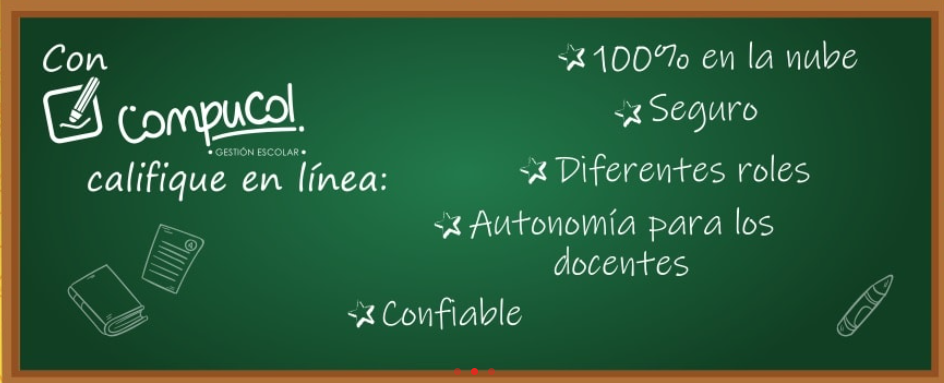 Con
Compucol.
• GESTIÓN ESCOLAR •
califique en línea:
100% en la nube
Seguro
Diferentes roles
Autonomía para los
docentes
Confiable